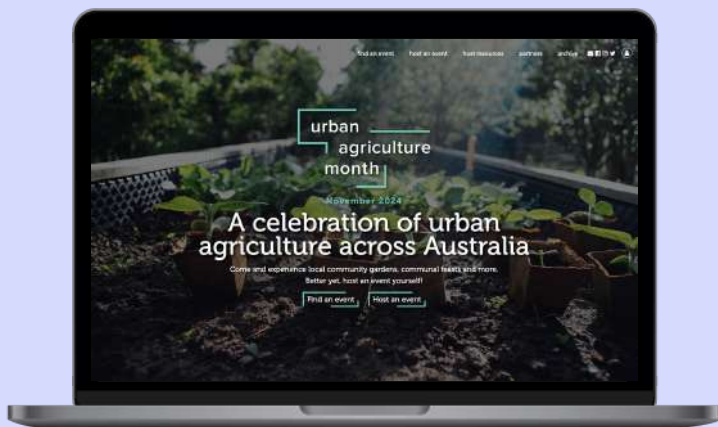 find an event host an event host resources partners archive
urban
agriculture
month
November 2024
A celebration of urban
agriculture across Australia
Come and experience local community gardens, communal feasts and more.
Better yet, host an event yourself!
Find an event Host an event